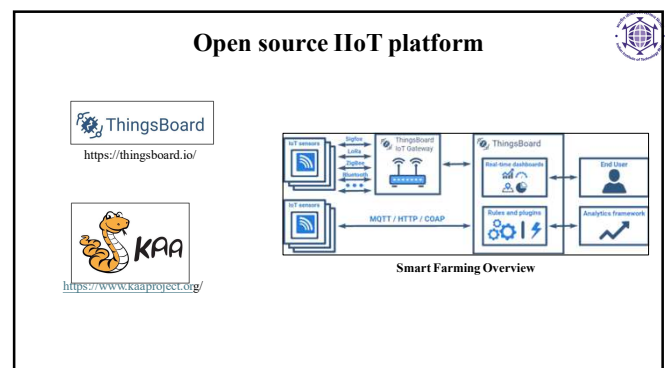 Open source IIoT platform
ThingsBoard
https://thingsboard.io/
KAA
https://www.kaaproject.org/
IoT sensors
Sigfox
LoRa
ZigBee
Bluetooth
ThingsBoard
IoT Gateway
IoT sensors
MQTT / HTTP / COAP
ThingsBoard
Real-time dashboards
Rules and plugins
End User
Analytics framework
Smart Farming Overview